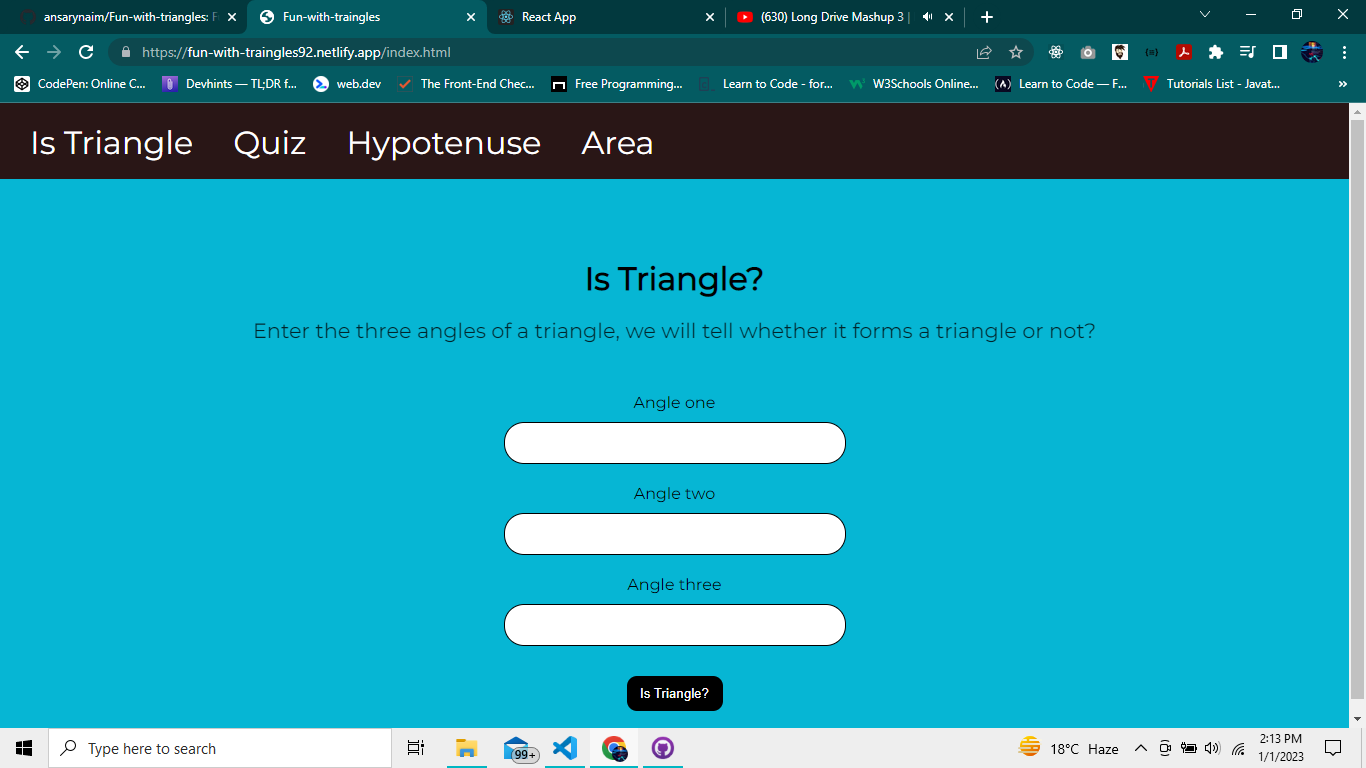 ansarynaim/Fun-with-triangles: F
Fun-with-traingles
React App
(630) Long Drive Mashup 3 |
https://fun-with-traingles92.netlify.app/index.html
CodePen: Online C...
Devhints — TL;DR f...
web.dev
The Front-End Chec...
Free Programming...
Learn to Code - for...
W3Schools Online...
Learn to Code — F...
Tutorials List - Javat...
»
Is Triangle
Quiz
Hypotenuse
Area
Is Triangle?
Enter the three angles of a triangle, we will tell whether it forms a triangle or not?
Angle one
Angle two
Angle three
Is Triangle?
Type here to search
99+
18°C Haze
2:13 PM
1/1/2023